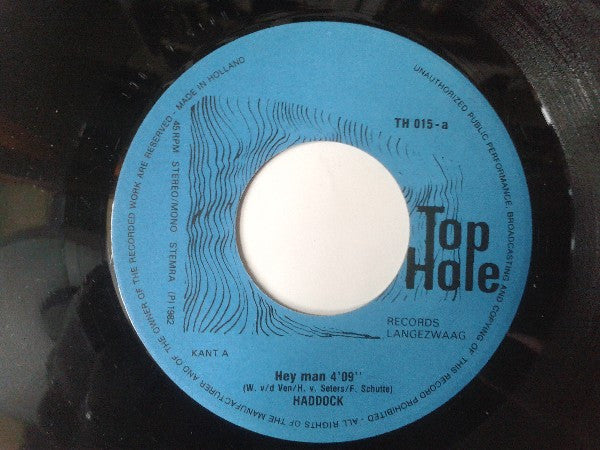 UNAUTHORIZED PUBLIC PERFORMANCE, BROADCASTING AND COPYING OF THIS RECORD PROHIBITED - ALL RIGHTS OF THE MANUFACTURER AND OF THE OWNER OF THE RECORDED WORK ARE RESERVED - MADE IN HOLLAND
TH 015-a
45 RPM STEREO/MONO STEMRA (P)1982
Top
Hole
RECORDS
LANGEZWAAG
KANT A
Hey man 4'09''
(W. v/d Ven/H. v. Seters/F. Schutte)
HADDOCK